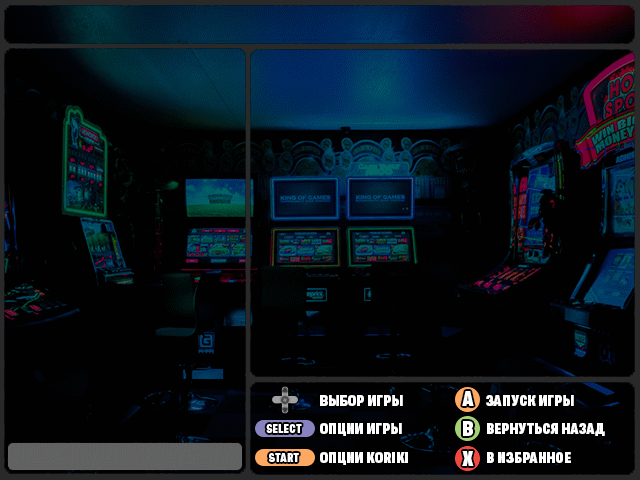 HOT
SPOT
WIN BIG
MONEY
KING OF GAMES
KING OF GAMES
ВЫБОР ИГРЫ
A ЗАПУСК ИГРЫ
SELECT ОПЦИИ ИГРЫ
B ВЕРНУТЬСЯ НАЗАД
START ОПЦИИ KORIKI
X В ИЗБРАННОЕ